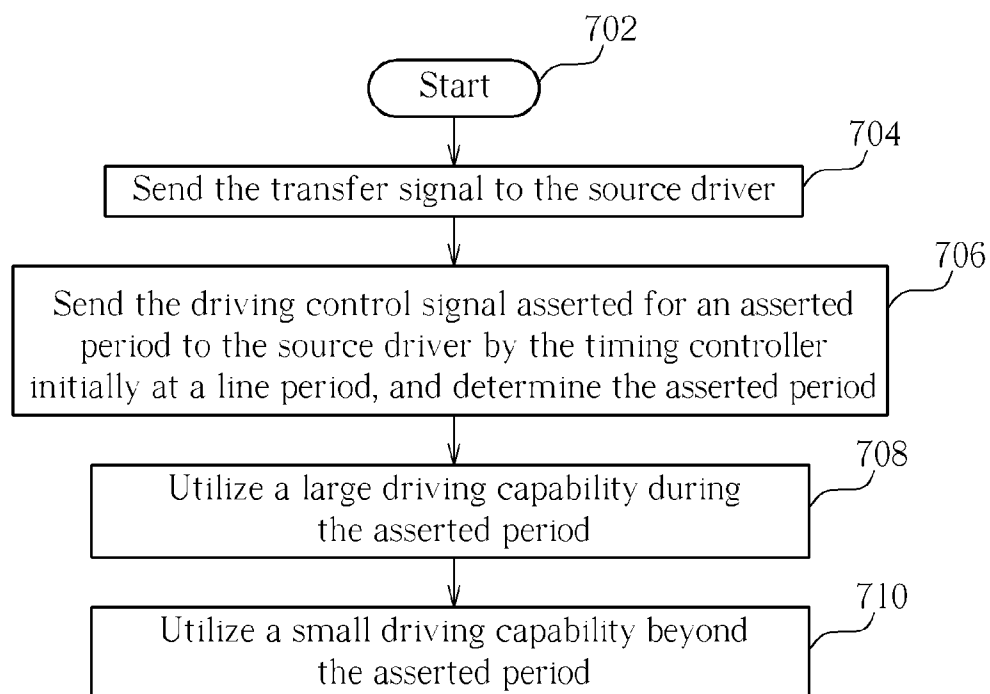 702
Start
704
Send the transfer signal to the source driver
706
Send the driving control signal asserted for an asserted
period to the source driver by the timing controller
initially at a line period, and determine the asserted period
708
Utilize a large driving capability during
the asserted period
710
Utilize a small driving capability beyond
the asserted period